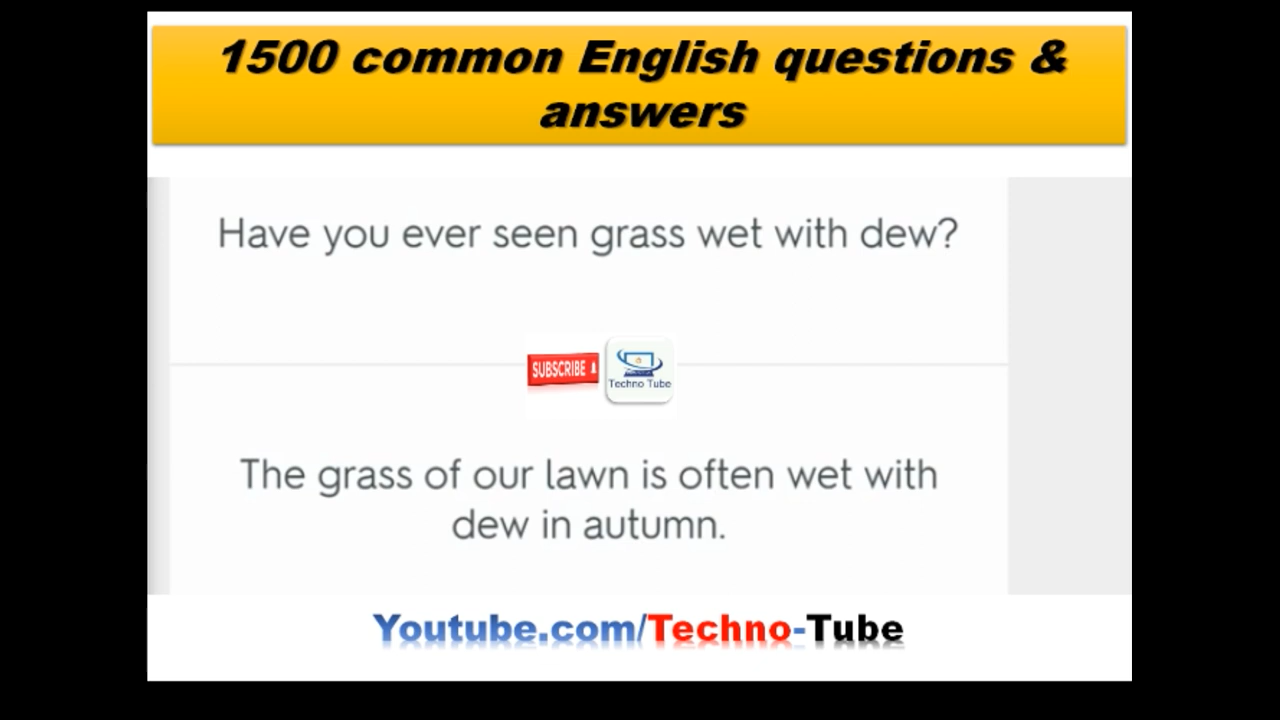 1500 common English questions &
answers
Have you ever seen grass wet with dew?
SUBSCRIBE
Techno Tube
The grass of our lawn is often wet with
dew in autumn.
Youtube.com/Techno-Tube